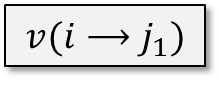 v(i ⟶ j₁)